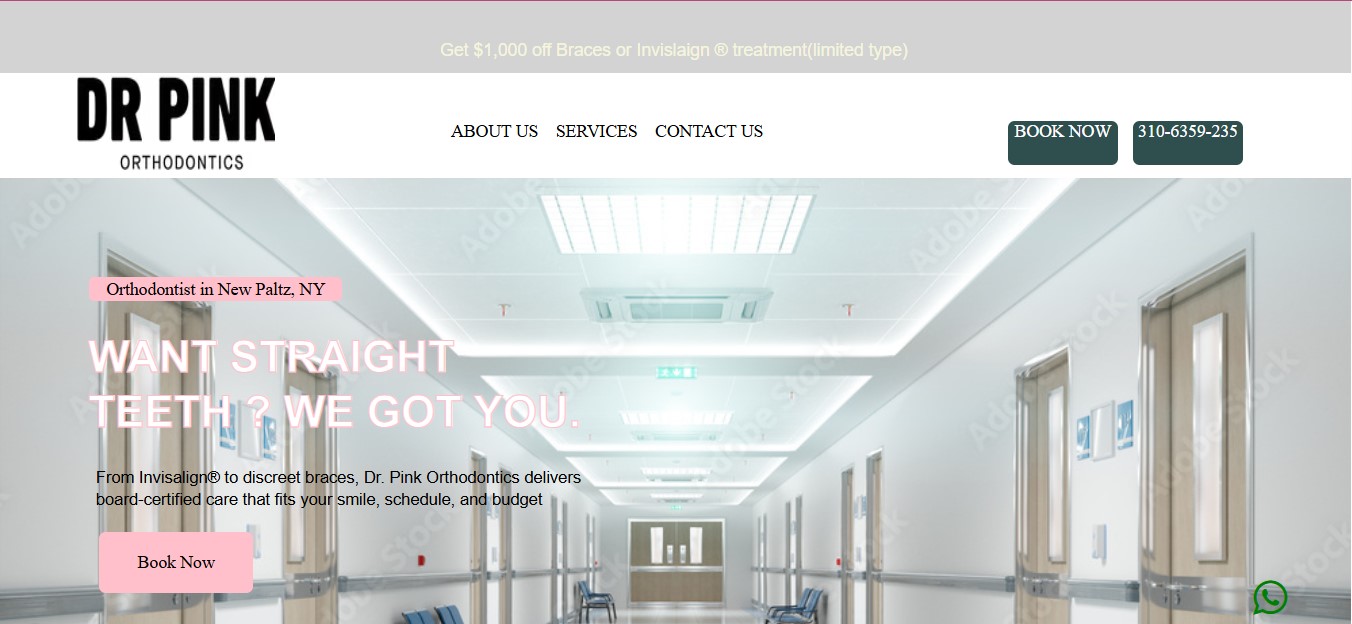 Get $1,000 off Braces or Invislaign ® treatment(limited type)
DR PINK
ORTHODONTICS
ABOUT US SERVICES CONTACT US
BOOK NOW 310-6359-235
Orthodontist in New Paltz, NY
WANT STRAIGHT
TEETH ? WE GOT YOU.
From Invisalign® to discreet braces, Dr. Pink Orthodontics delivers
board-certified care that fits your smile, schedule, and budget
Book Now
Adobe Stock